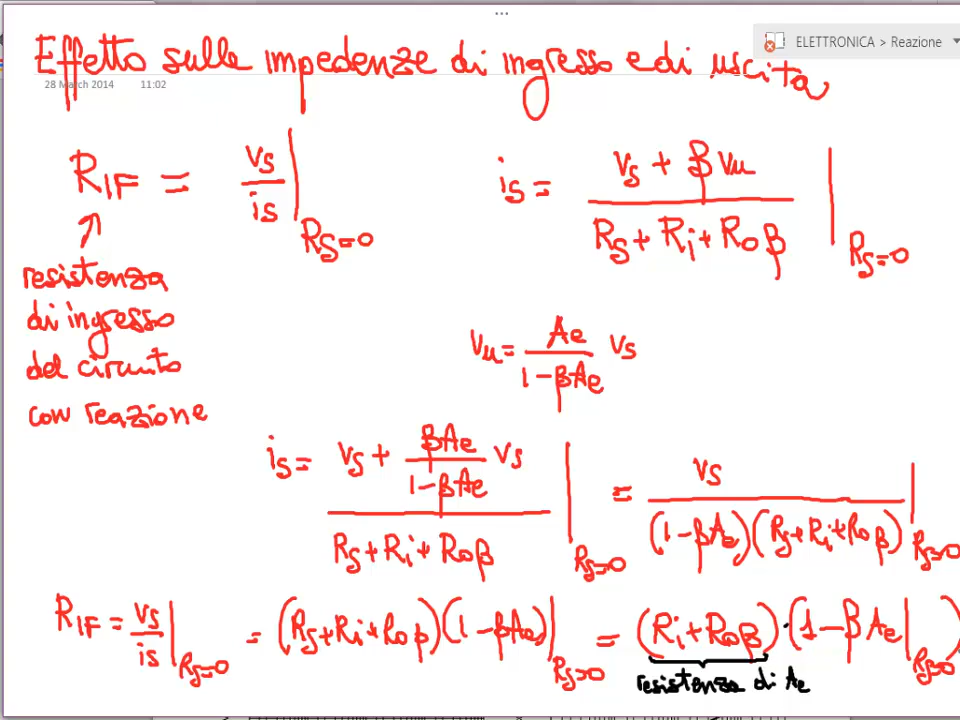 ...
ELETTRONICA > Reazione
Effetto sulle impedenze di ingresso e di uscita
28 March 2014 11:02
R_IF = vs/is |_{Rs=0}
is = (vs + β vu)/(Rs + Ri + Roβ) |_{Rs=0}
resistenza
di ingresso
del circuito
con reazione
vu = Ae/(1-βAe) vs
is = (vs + βAe/(1-βAe) vs)/(Rs + Ri + Roβ) |_{Rs=0} = vs/((1-βAe)(Rs+Ri+Roβ)) |_{Rs=0}
R_IF = vs/is |_{Rs=0} = (Rs+Ri+Roβ)(1-βAe) |_{Rs=0} = (Ri+Roβ)·(1-βAe|_{Rs=0})
resistenza di Ae